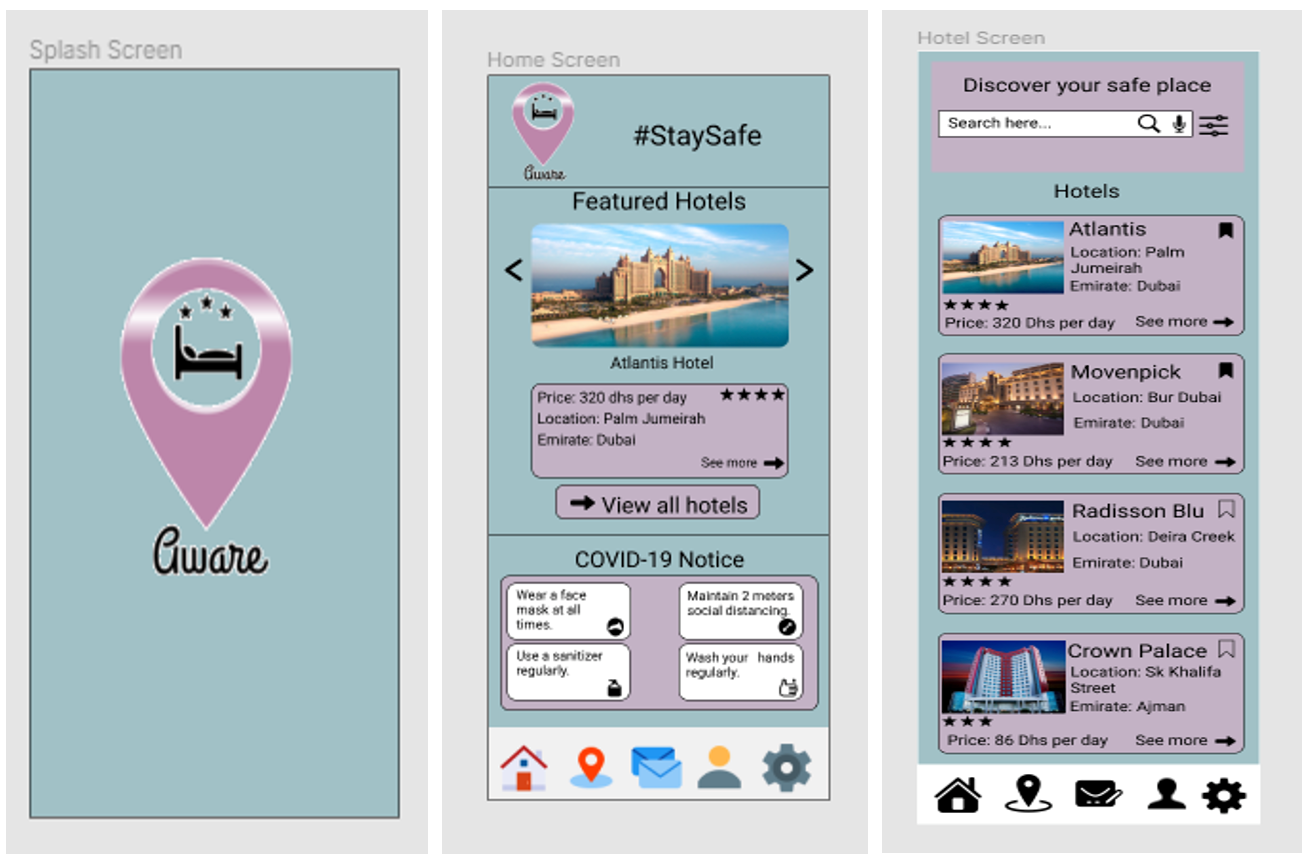 Splash Screen
aware
Home Screen
#StaySafe
aware
Featured Hotels
<
>
Atlantis Hotel
Price: 320 dhs per day
Location: Palm Jumeirah
Emirate: Dubai
See more
View all hotels
COVID-19 Notice
Wear a face
mask at all
times.
Maintain 2 meters
social distancing.
Use a sanitizer
regularly.
Wash your hands
regularly.
Hotel Screen
Discover your safe place
Search here...
Hotels
Atlantis
Location: Palm
Jumeirah
Emirate: Dubai
Price: 320 Dhs per day
See more
Movenpick
Location: Bur Dubai
Emirate: Dubai
Price: 213 Dhs per day
See more
Radisson Blu
Location: Deira Creek
Emirate: Dubai
Price: 270 Dhs per day
See more
Crown Palace
Location: Sk Khalifa
Street
Emirate: Ajman
Price: 86 Dhs per day
See more